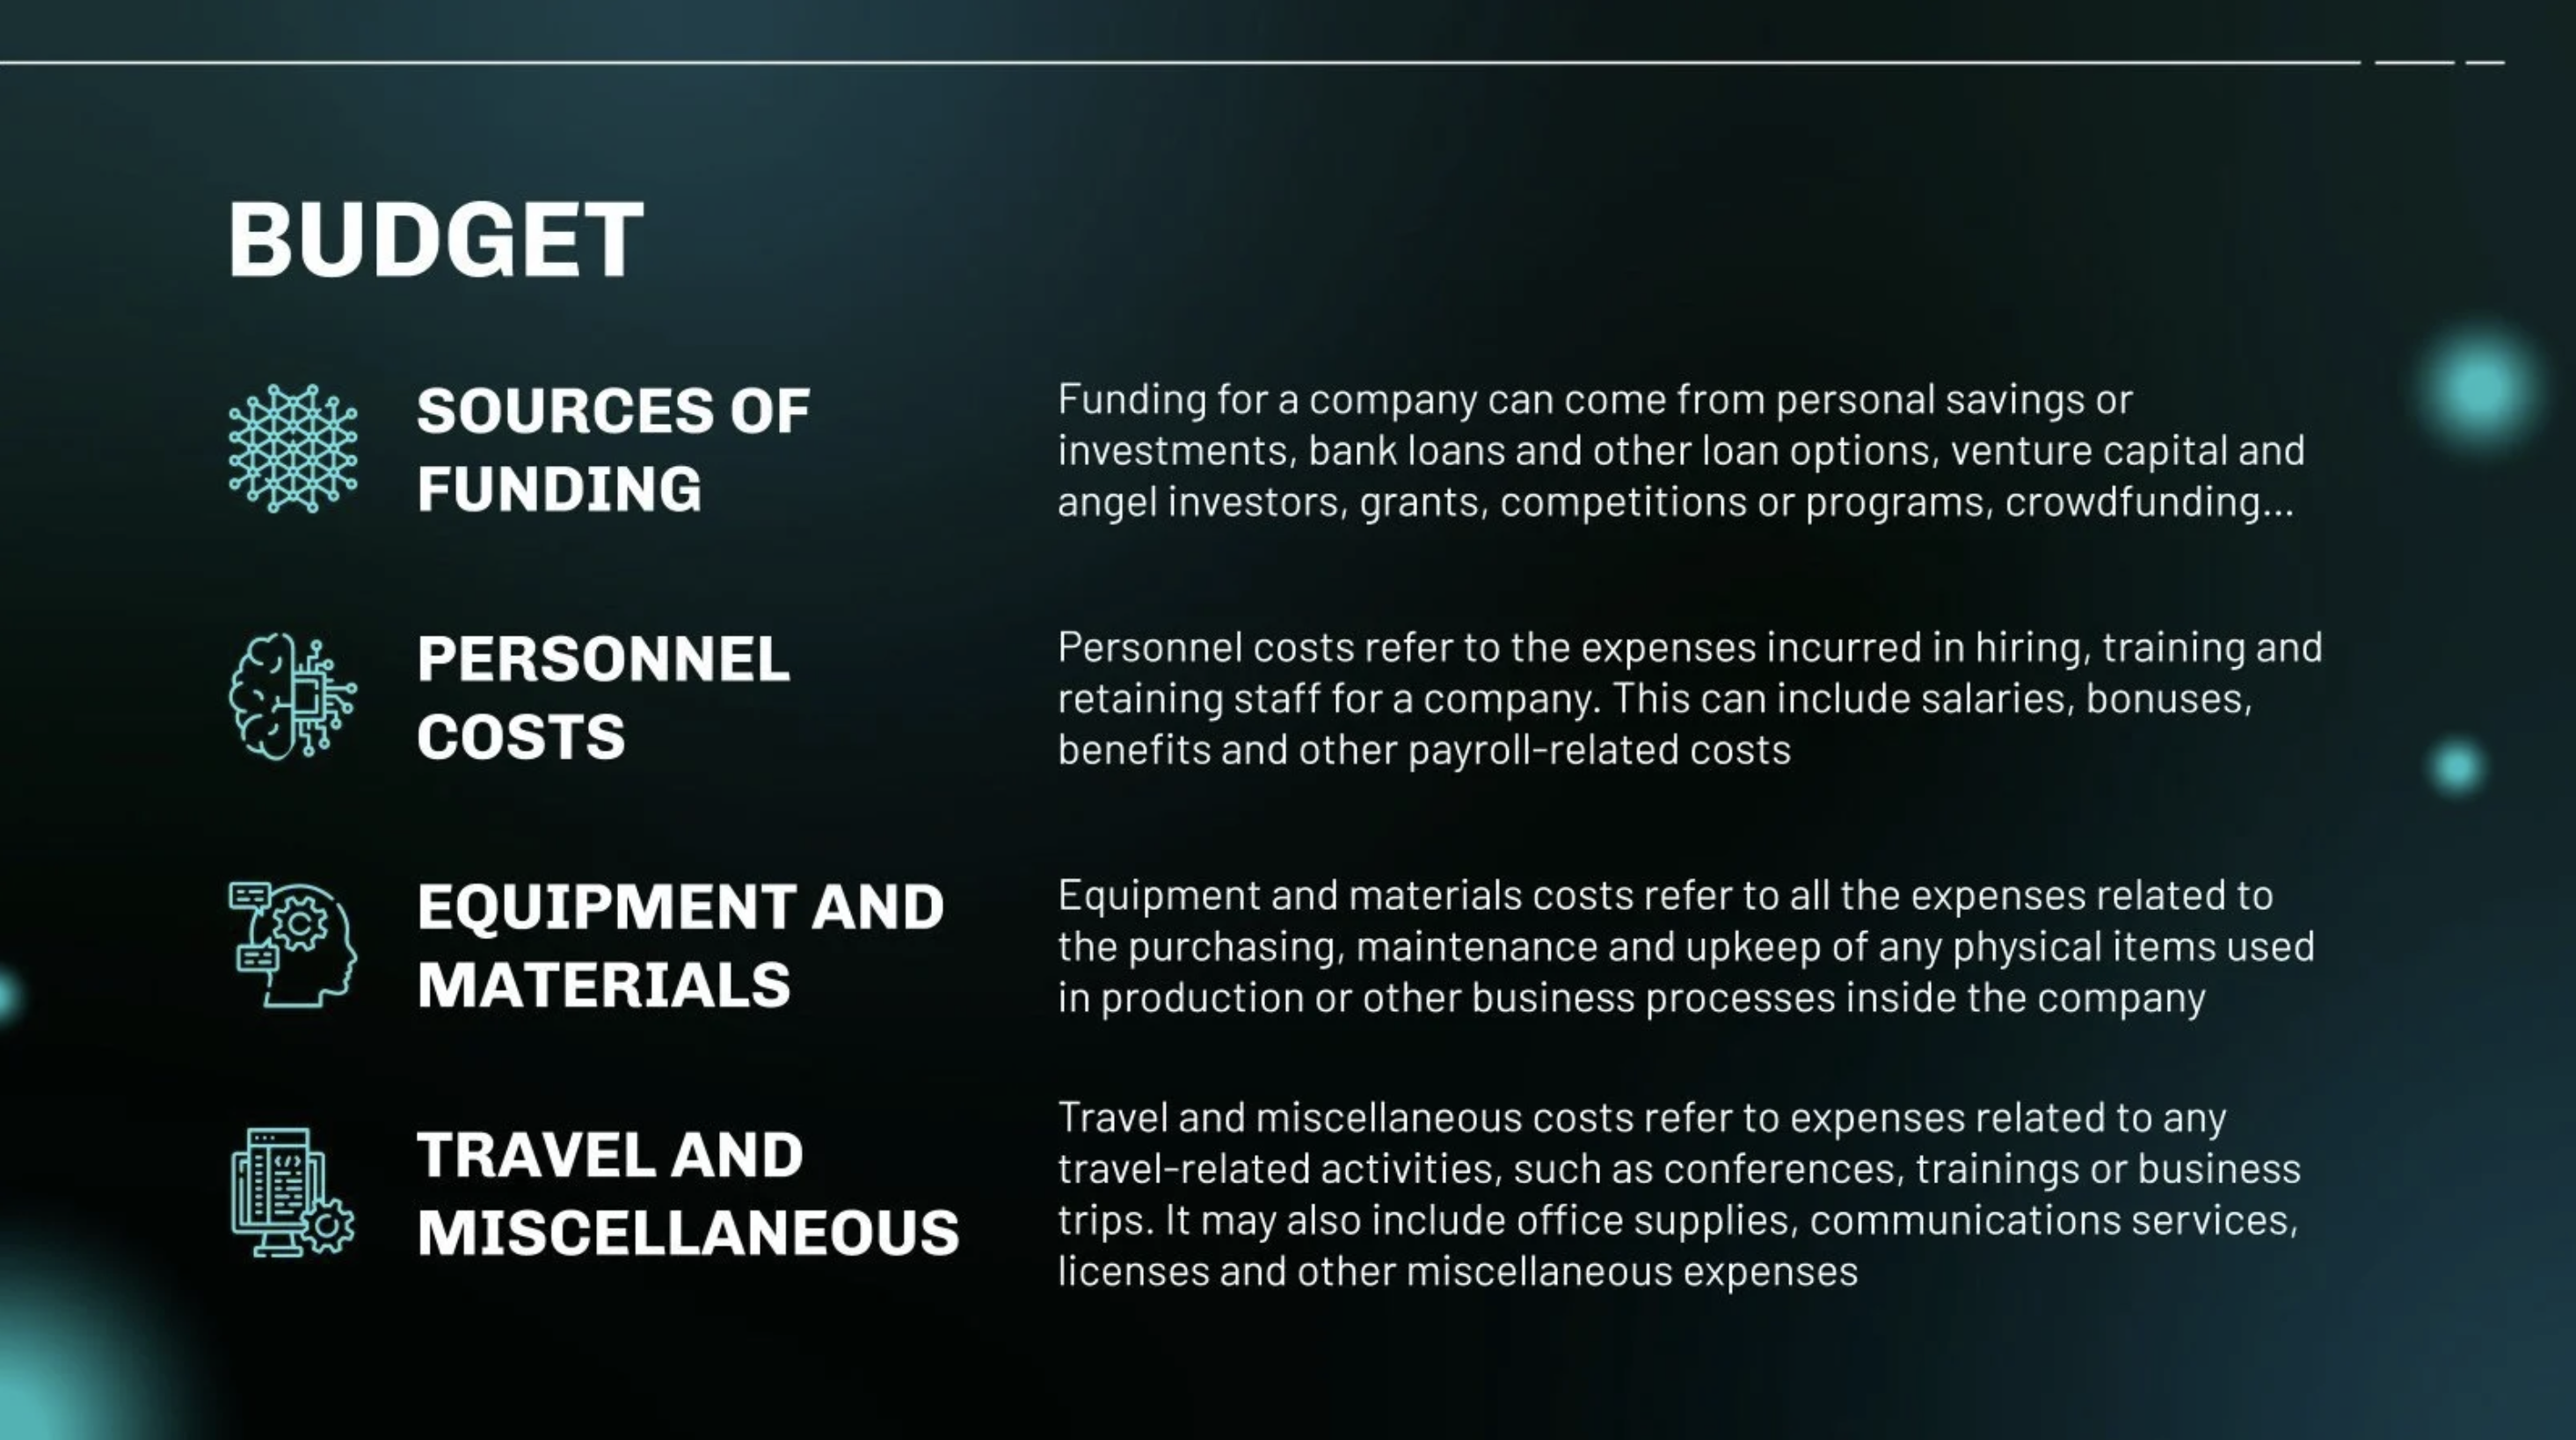 BUDGET
SOURCES OF
FUNDING
Funding for a company can come from personal savings or
investments, bank loans and other loan options, venture capital and
angel investors, grants, competitions or programs, crowdfunding...
PERSONNEL
COSTS
Personnel costs refer to the expenses incurred in hiring, training and
retaining staff for a company. This can include salaries, bonuses,
benefits and other payroll-related costs
EQUIPMENT AND
MATERIALS
Equipment and materials costs refer to all the expenses related to
the purchasing, maintenance and upkeep of any physical items used
in production or other business processes inside the company
TRAVEL AND
MISCELLANEOUS
Travel and miscellaneous costs refer to expenses related to any
travel-related activities, such as conferences, trainings or business
trips. It may also include office supplies, communications services,
licenses and other miscellaneous expenses